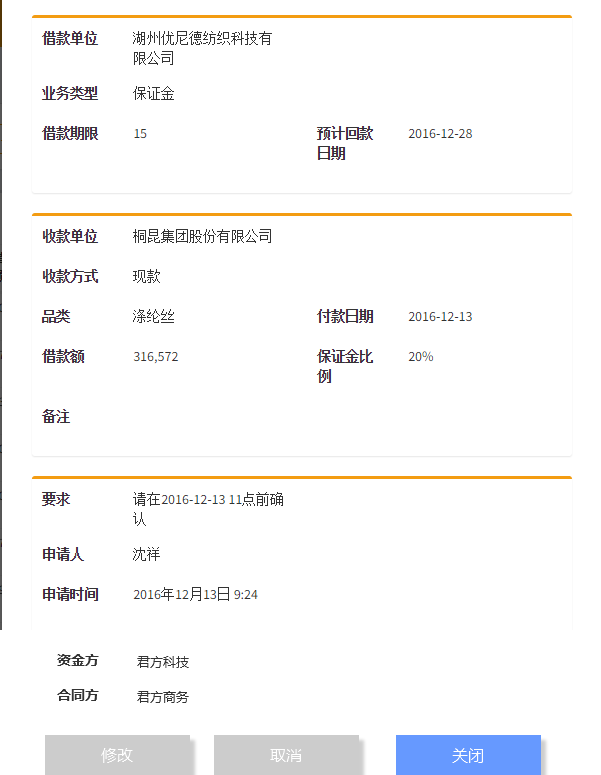 借款单位 湖州优尼德纺织科技有
限公司
业务类型 保证金
借款期限 15 预计回款 2016-12-28
日期
收款单位 桐昆集团股份有限公司
收款方式 现款
品类 涤纶丝 付款日期 2016-12-13
借款额 316,572 保证金比 20%
例
备注
要求 请在2016-12-13 11点前确
认
申请人 沈祥
申请时间 2016年12月13日 9:24
资金方 君方科技
合同方 君方商务
修改 取消 关闭